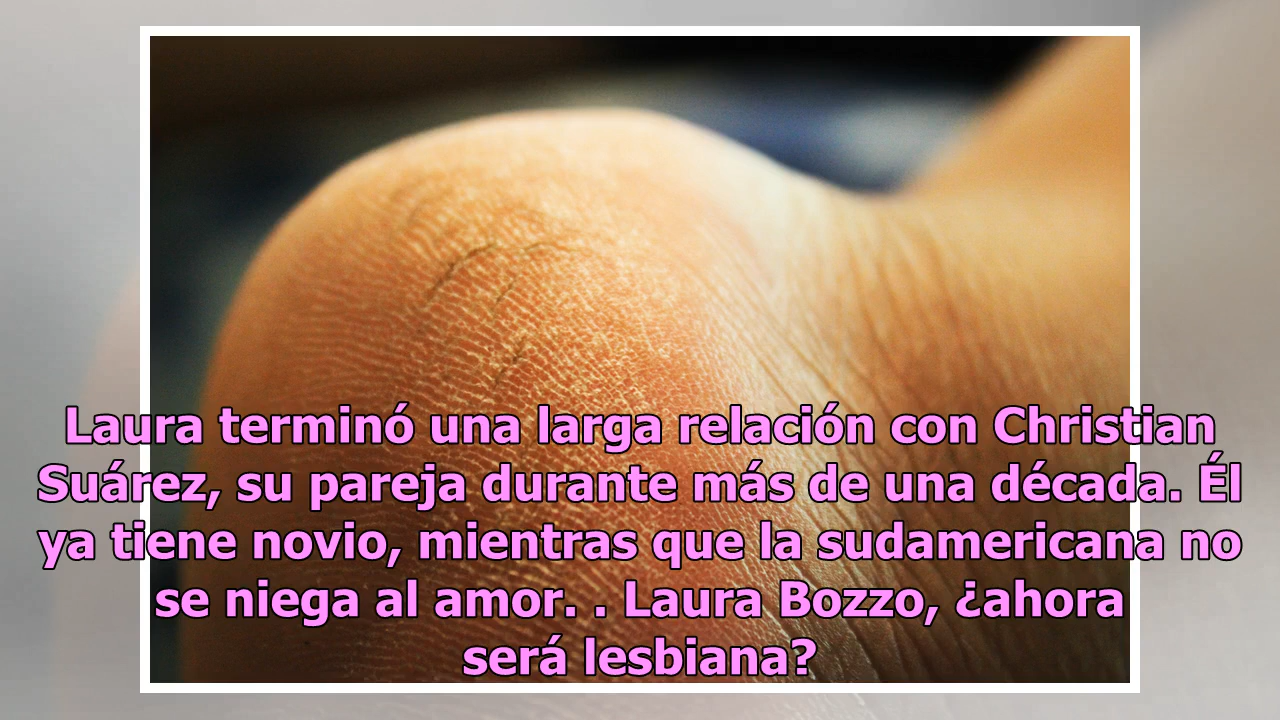 Laura terminó una larga relación con Christian
Suárez, su pareja durante más de una década. Él
ya tiene novio, mientras que la sudamericana no
se niega al amor. . Laura Bozzo, ¿ahora
será lesbiana?